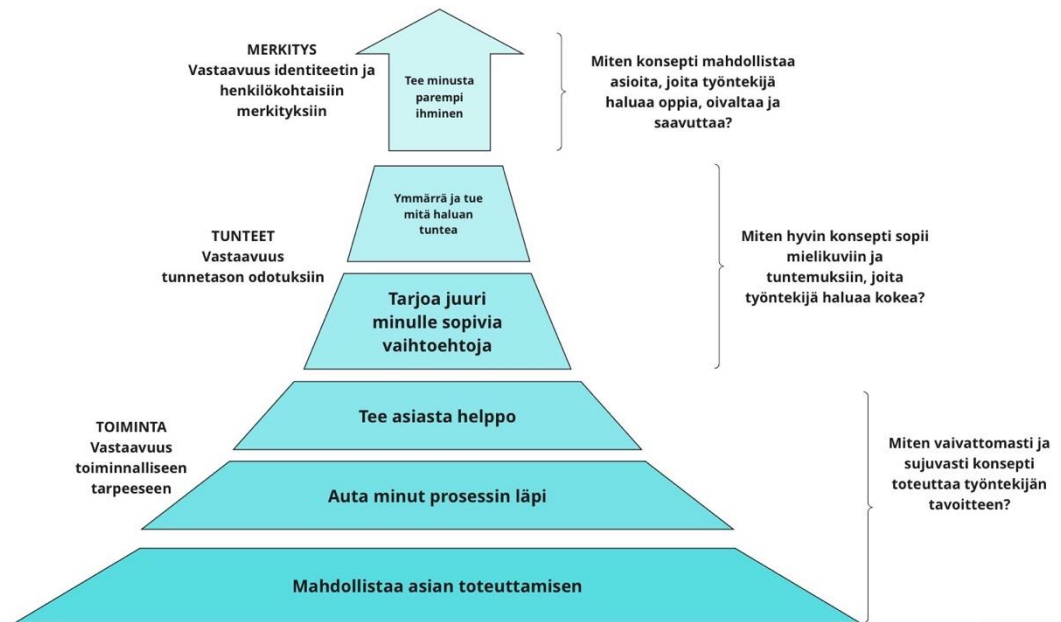 MERKITYS
Vastaavuus identiteetin ja
henkilökohtaisiin
merkityksiin
Tee minusta
parempi
ihminen
Miten konsepti mahdollistaa
asioita, joita työntekijä
haluaa oppia, oivaltaa ja
saavuttaa?
TUNTEET
Vastaavuus
tunnetason odotuksiin
Ymmärrä ja tue
mitä haluan
tuntea
Tarjoa juuri
minulle sopivia
vaihtoehtoja
Miten hyvin konsepti sopii
mielikuviin ja
tuntemuksiin, joita
työntekijä haluaa kokea?
TOIMINTA
Vastaavuus
toiminnalliseen
tarpeeseen
Tee asiasta helppo
Auta minut prosessin läpi
Mahdollistaa asian toteuttamisen
Miten vaivattomasti ja
sujuvasti konsepti
toteuttaa työntekijän
tavoitteen?